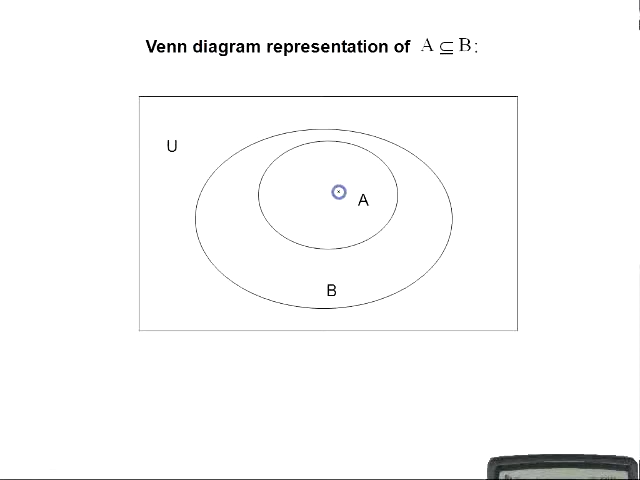 Venn diagram representation of A ⊆ B:
U
A
B